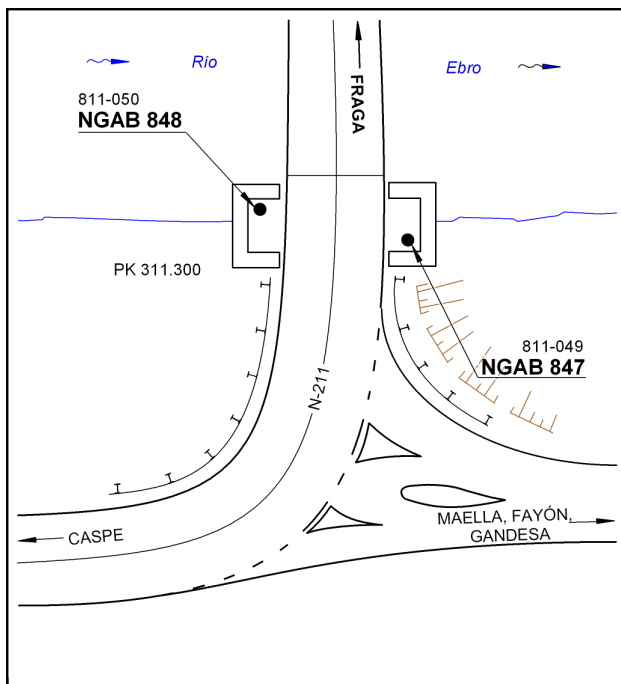 Río
Ebro
811-050
NGAB 848
FRAGA
PK 311.300
811-049
NGAB 847
N-211
CASPE
MAELLA, FAYÓN,
GANDESA